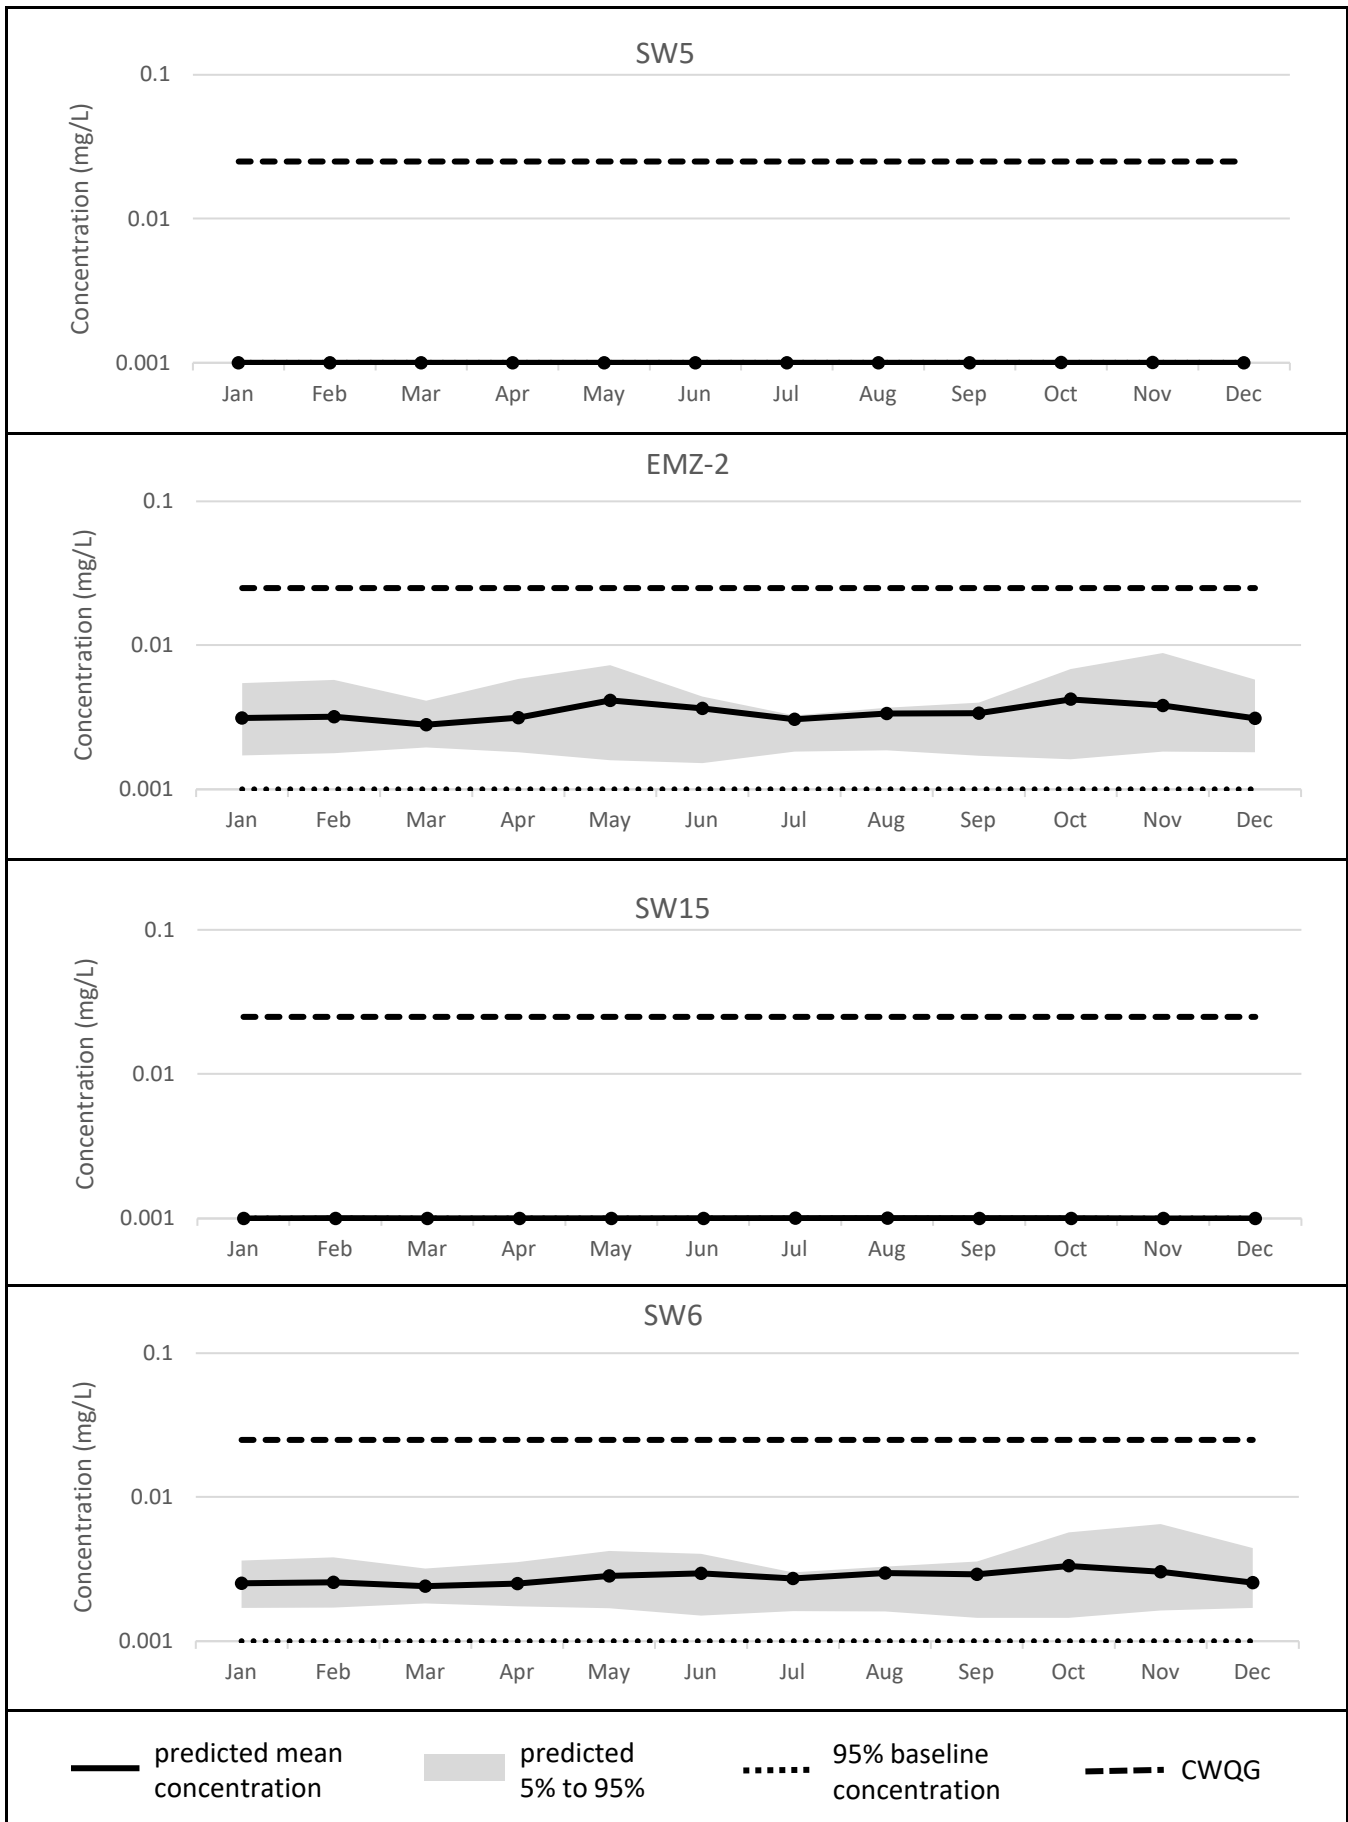 SW5
0.1
0.01
0.001
Concentration (mg/L)
Jan Feb Mar Apr May Jun Jul Aug Sep Oct Nov Dec
EMZ-2
0.1
0.01
0.001
Concentration (mg/L)
Jan Feb Mar Apr May Jun Jul Aug Sep Oct Nov Dec
SW15
0.1
0.01
0.001
Concentration (mg/L)
Jan Feb Mar Apr May Jun Jul Aug Sep Oct Nov Dec
SW6
0.1
0.01
0.001
Concentration (mg/L)
Jan Feb Mar Apr May Jun Jul Aug Sep Oct Nov Dec
predicted mean
concentration
predicted
5% to 95%
95% baseline
concentration
CWQG